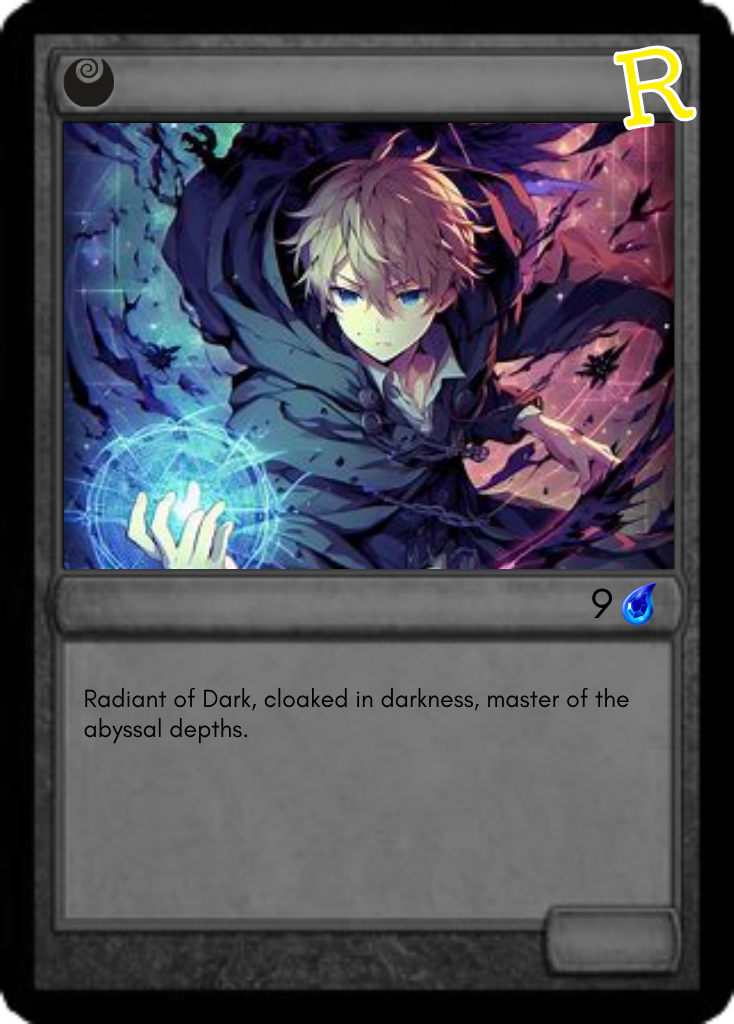 R
9
Radiant of Dark, cloaked in darkness, master of the
abyssal depths.